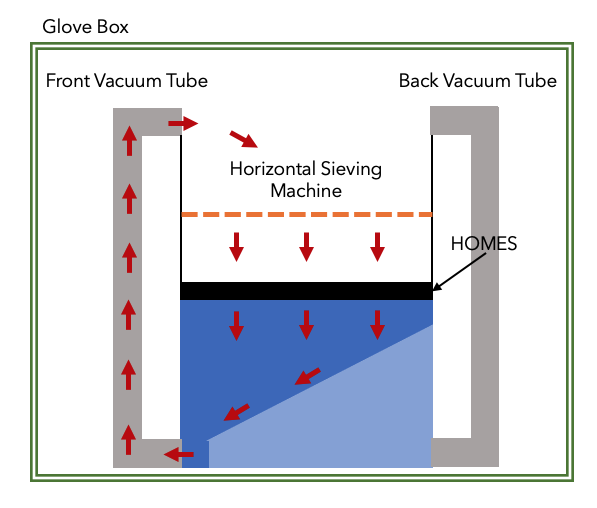 Glove Box
Front Vacuum Tube
Back Vacuum Tube
Horizontal Sieving
Machine
HOMES